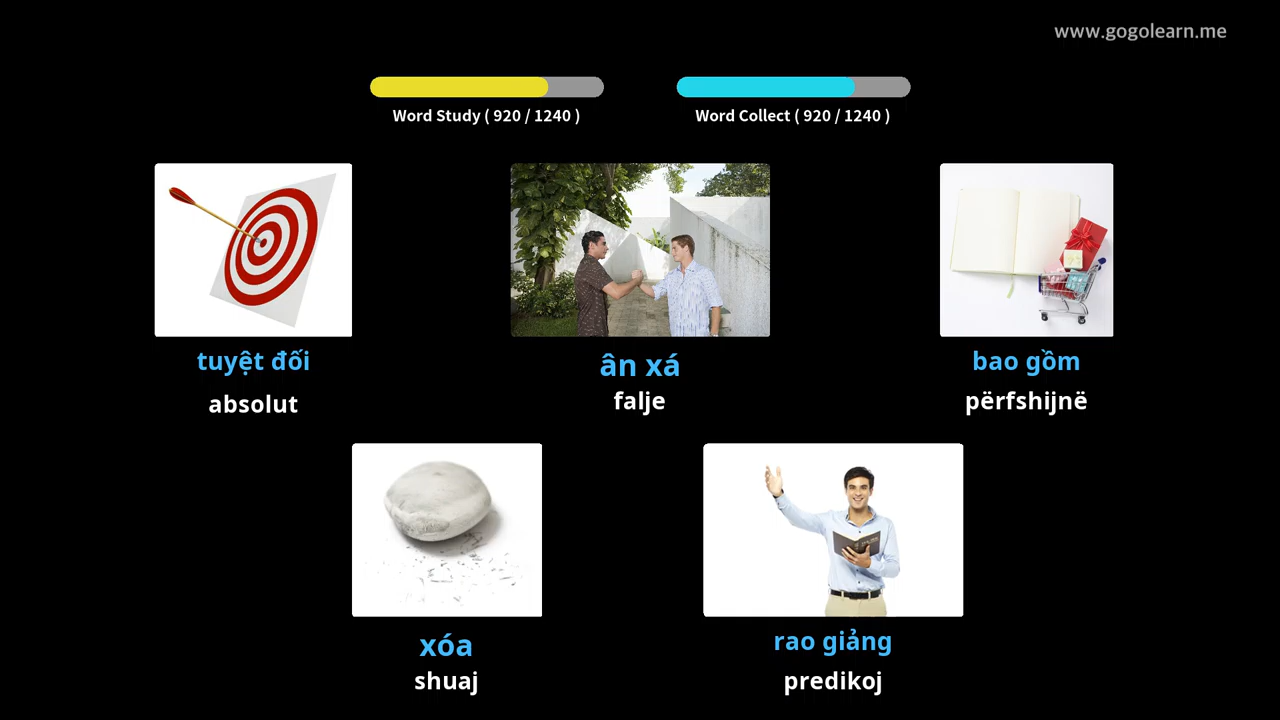 www.gogolearn.me
Word Study ( 920 / 1240 )
Word Collect ( 920 / 1240 )
tuyệt đối
absolut
ân xá
falje
bao gồm
përfshijnë
xóa
shuaj
rao giảng
predikoj